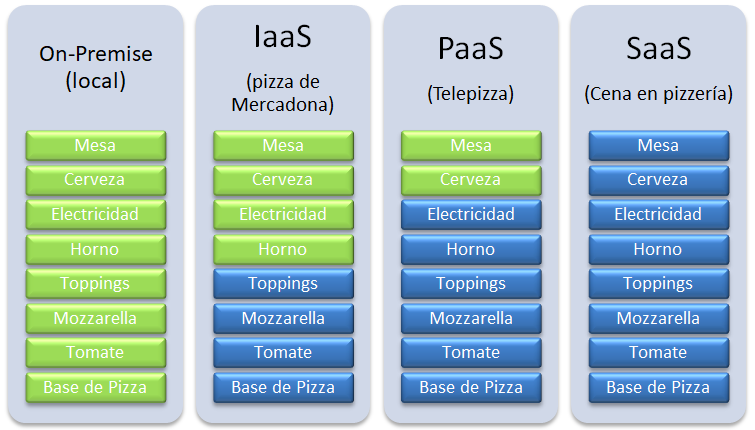 On-Premise
(local)
Mesa
Cerveza
Electricidad
Horno
Toppings
Mozzarella
Tomate
Base de Pizza
IaaS
(pizza de
Mercadona)
Mesa
Cerveza
Electricidad
Horno
Toppings
Mozzarella
Tomate
Base de Pizza
PaaS
(Telepizza)
Mesa
Cerveza
Electricidad
Horno
Toppings
Mozzarella
Tomate
Base de Pizza
SaaS
(Cena en pizzería)
Mesa
Cerveza
Electricidad
Horno
Toppings
Mozzarella
Tomate
Base de Pizza